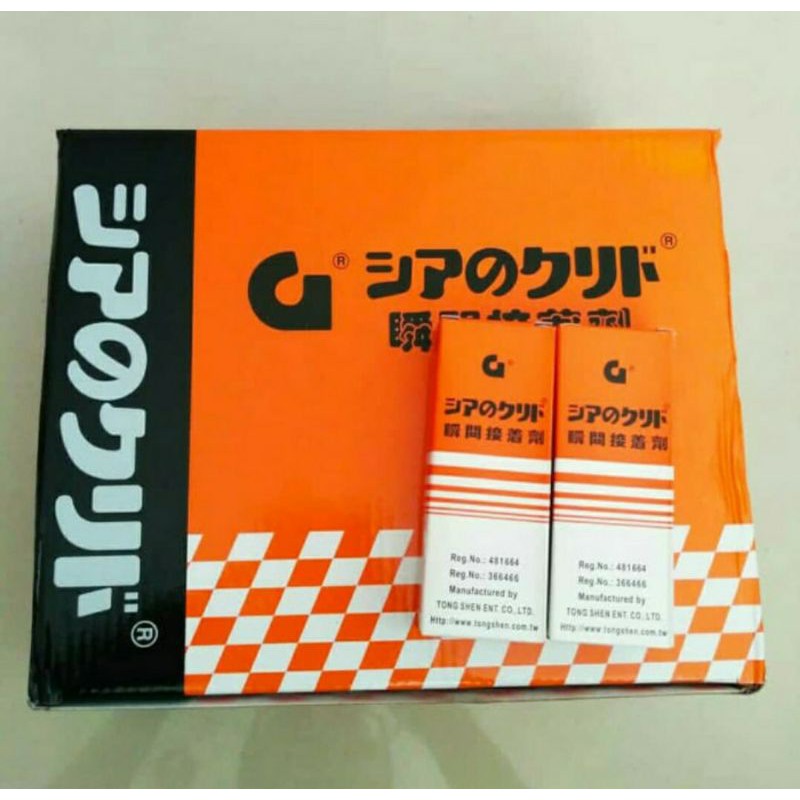 シアのクリド®
G®
シアのクリド®
瞬間接着剤
G®
シアのクリド®
瞬間接着劑
Reg.No.: 481664
Reg.No.: 366466
Manufactured by
TONG SHEN ENT. CO., LTD.
Http://www.tongshen.com.tw
G®
シアのクリド®
瞬間接着劑
Reg.No.: 481664
Reg.No.: 366466
Manufactured by
TONG SHEN ENT. CO., LTD.
Http://www.tongshen.com.tw